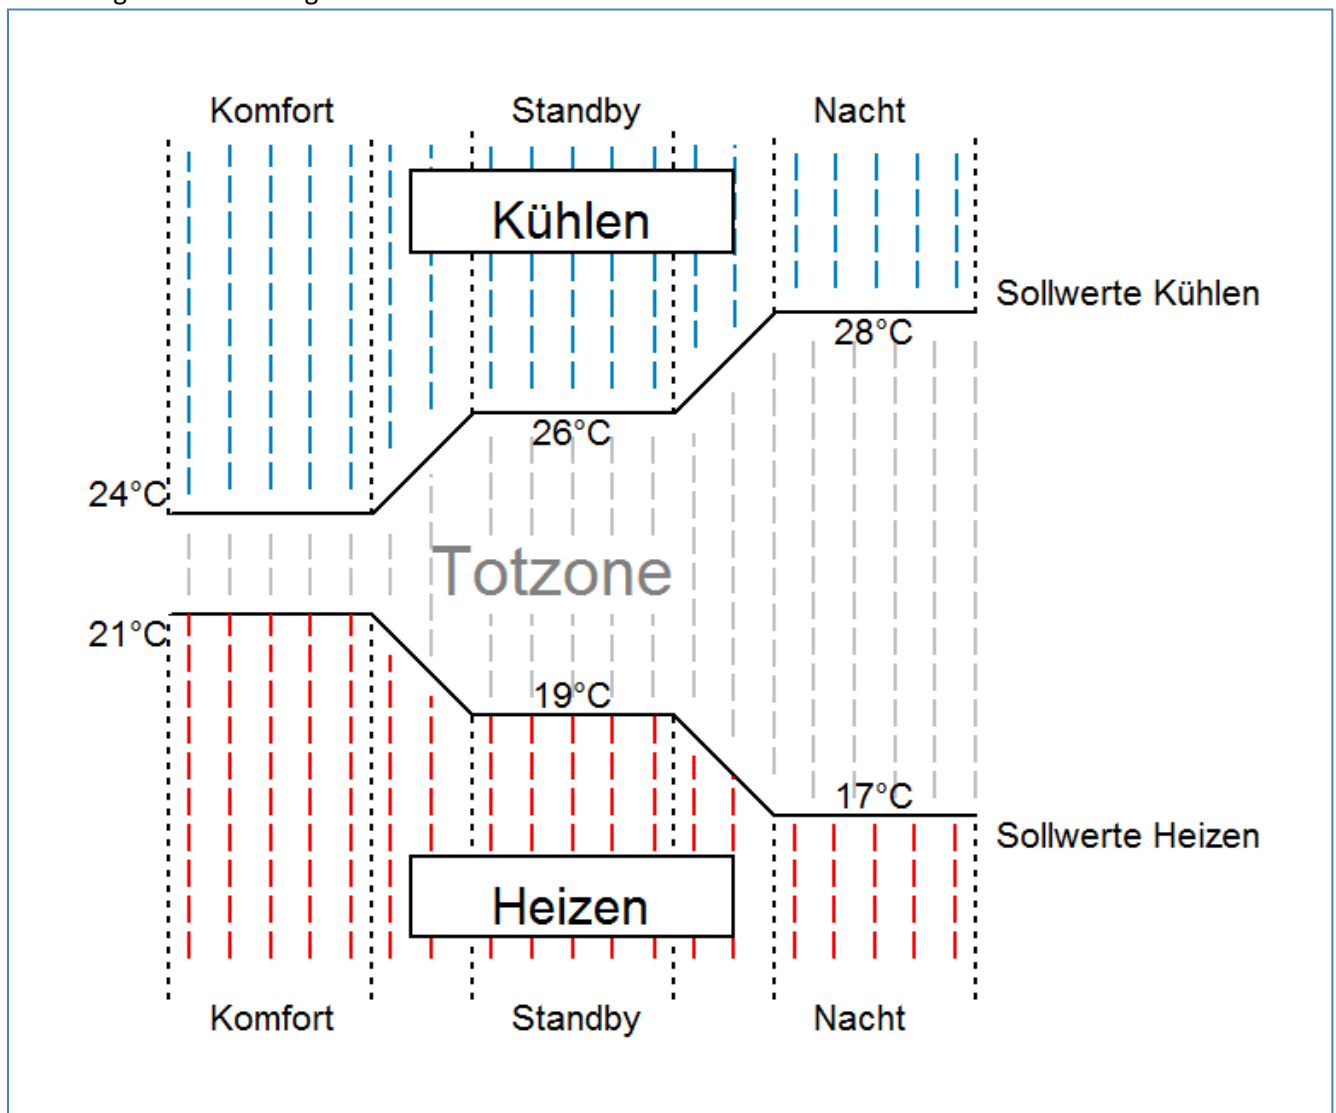 Komfort Standby Nacht
Kühlen
Sollwerte Kühlen
28°C
26°C
24°C
Totzone
21°C
19°C
17°C
Sollwerte Heizen
Heizen
Komfort Standby Nacht